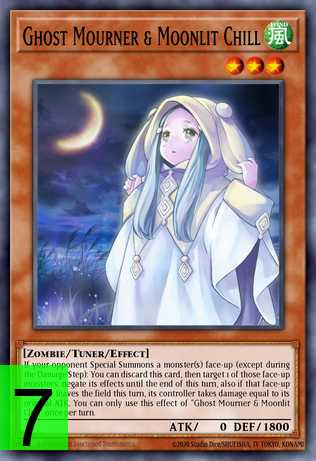 Ghost Mourner & Moonlit Chill
WIND
風
[Zombie/Tuner/Effect]
If your opponent Special Summons a monster(s) face-up (except during
the Damage Step): You can discard this card, then target 1 of those face-up
monsters; negate its effects until the end of this turn, also if that face-up
leaves the field this turn, its controller takes damage equal to its
ATK. You can only use this effect of "Ghost Mourner & Moonlit
once per turn.
ATK/ 0 DEF/1800
7
©2020 Studio Dice/SHUEISHA, TV TOKYO, KONAMI